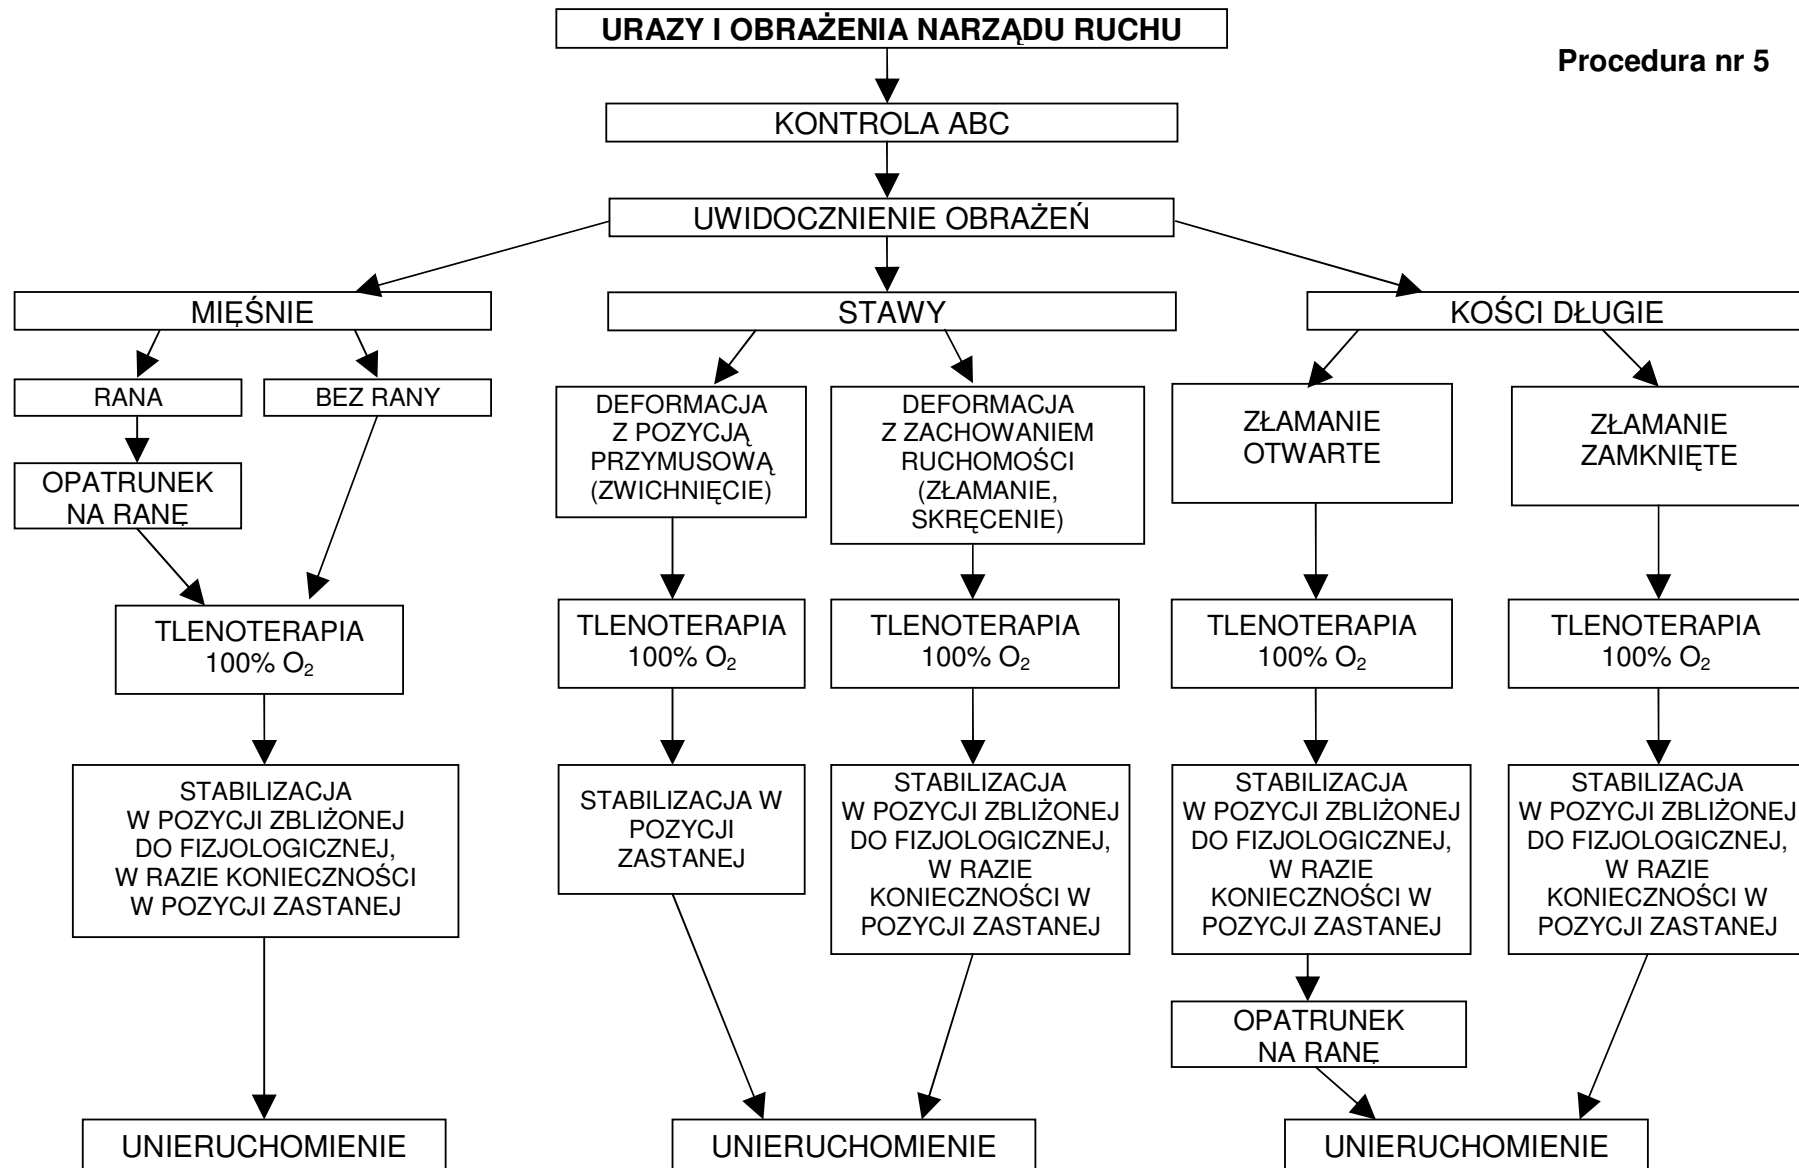 URAZY I OBRAŻENIA NARZĄDU RUCHU
Procedura nr 5
KONTROLA ABC
UWIDOCZNIENIE OBRAŻEŃ
MIĘŚNIE
STAWY
KOŚCI DŁUGIE
RANA
BEZ RANY
DEFORMACJA
Z POZYCJĄ
PRZYMUSOWĄ
(ZWICHNIĘCIE)
DEFORMACJA
Z ZACHOWANIEM
RUCHOMOŚCI
(ZŁAMANIE,
SKRĘCENIE)
ZŁAMANIE
OTWARTE
ZŁAMANIE
ZAMKNIĘTE
OPATRUNEK
NA RANĘ
TLENOTERAPIA
100% O₂
TLENOTERAPIA
100% O₂
TLENOTERAPIA
100% O₂
TLENOTERAPIA
100% O₂
TLENOTERAPIA
100% O₂
STABILIZACJA
W POZYCJI ZBLIŻONEJ
DO FIZJOLOGICZNEJ,
W RAZIE KONIECZNOŚCI
W POZYCJI ZASTANEJ
STABILIZACJA W
POZYCJI
ZASTANEJ
STABILIZACJA
W POZYCJI ZBLIŻONEJ
DO FIZJOLOGICZNEJ,
W RAZIE
KONIECZNOŚCI W
POZYCJI ZASTANEJ
STABILIZACJA
W POZYCJI ZBLIŻONEJ
DO FIZJOLOGICZNEJ,
W RAZIE
KONIECZNOŚCI W
POZYCJI ZASTANEJ
STABILIZACJA
W POZYCJI ZBLIŻONEJ
DO FIZJOLOGICZNEJ,
W RAZIE
KONIECZNOŚCI W
POZYCJI ZASTANEJ
OPATRUNEK
NA RANĘ
UNIERUCHOMIENIE
UNIERUCHOMIENIE
UNIERUCHOMIENIE